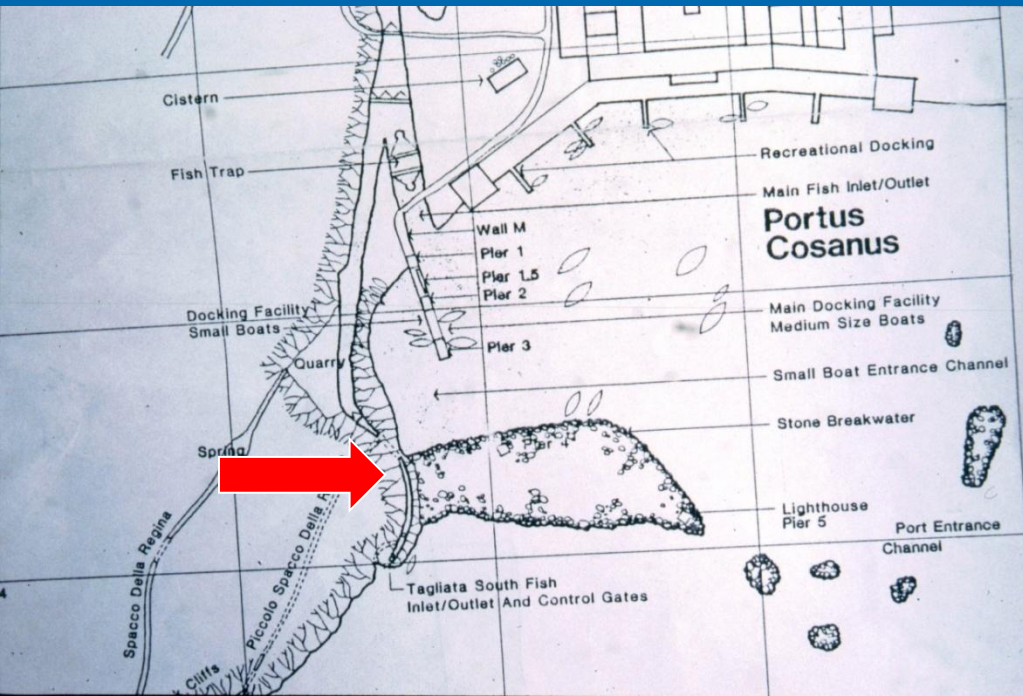 Cistern
Fish Trap
Recreational Docking
Main Fish Inlet/Outlet
Portus
Cosanus
Wall M
Pier 1
Pier 1.5
Pier 2
Docking Facility
Small Boats
Main Docking Facility
Medium Size Boats
Pier 3
Quarry
Small Boat Entrance Channel
Stone Breakwater
Pier 4
Spring
Lighthouse
Pier 5
Port Entrance
Channel
Spacco Della Regina
Piccolo Spacco Della
Tagliata South Fish
Inlet/Outlet And Control Gates
4
Cliffs